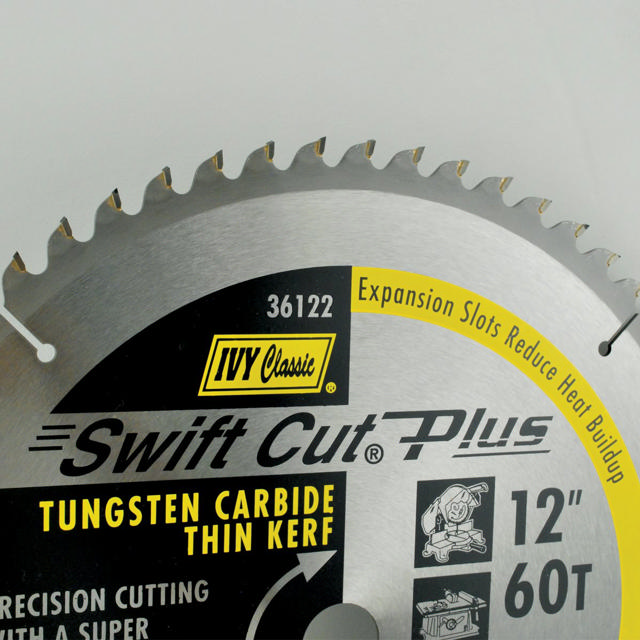 36122
Expansion Slots Reduce Heat Buildup
IVY Classic®
Swift Cut® Plus
TUNGSTEN CARBIDE
THIN KERF
12"
60T
RECISION CUTTING
ITH A SUPER